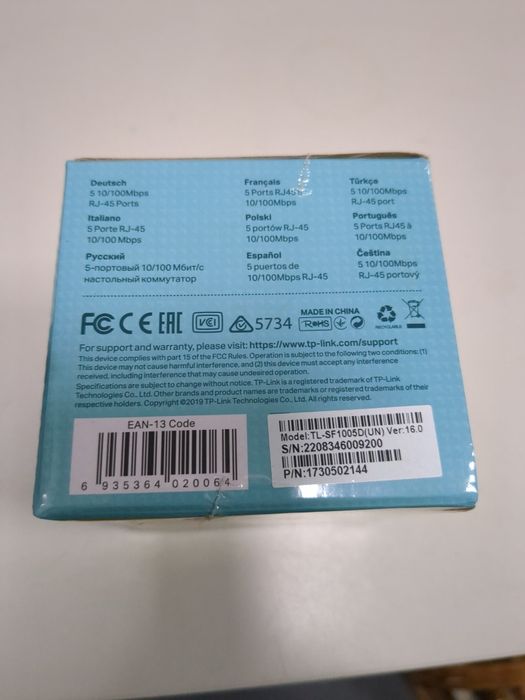 Deutsch
5 10/100Mbps
RJ-45 Ports
Français
5 Ports RJ45 à
10/100Mbps
Türkçe
5 10/100Mbps
RJ-45 port
Italiano
5 Porte RJ-45
10/100 Mbps
Polski
5 portów RJ-45
10/100Mbps
Português
5 Ports RJ45 à
10/100Mbps
Русский
5-портовый 10/100 Мбит/с
настольный коммутатор
Español
5 puertos de
10/100Mbps RJ-45
Čeština
5 10/100Mbps
RJ-45 portový
FC CE EAC VCCI 5734
MADE IN CHINA
RoHS
RECYCLABLE
For support and warranty, please visit: https://www.tp-link.com/support
This device complies with part 15 of the FCC Rules. Operation is subject to the following two conditions: (1)
This device may not cause harmful interference, and (2) this device must accept any interference
received, including interference that may cause undesired operation.
Specifications are subject to change without notice. TP-Link is a registered trademark of TP-Link
Technologies Co., Ltd. Other brands and product names are trademarks or registered trademarks of their
respective holders. Copyright ©2019 TP-Link Technologies Co., Ltd. All rights reserved.
EAN-13 Code
6 935364 020064
Model:TL-SF1005D(UN) Ver:16.0
S/N:2208346009200
P/N:1730502144